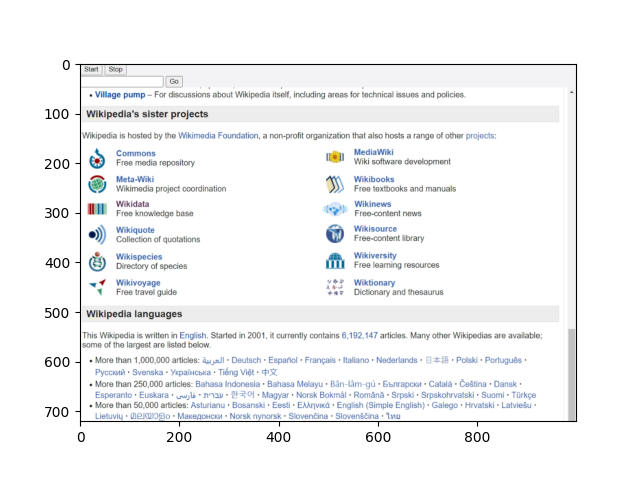 Start Stop
Go
• Village pump – For discussions about Wikipedia itself, including areas for technical issues and policies.
Wikipedia's sister projects
Wikipedia is hosted by the Wikimedia Foundation, a non-profit organization that also hosts a range of other projects:
Commons
Free media repository
MediaWiki
Wiki software development
Meta-Wiki
Wikimedia project coordination
Wikibooks
Free textbooks and manuals
Wikidata
Free knowledge base
Wikinews
Free-content news
Wikiquote
Collection of quotations
Wikisource
Free-content library
Wikispecies
Directory of species
Wikiversity
Free learning resources
Wikivoyage
Free travel guide
Wiktionary
Dictionary and thesaurus
Wikipedia languages
This Wikipedia is written in English. Started in 2001, it currently contains 6,192,147 articles. Many other Wikipedias are available;
some of the largest are listed below.
• More than 1,000,000 articles: العربية · Deutsch · Español · Français · Italiano · Nederlands · 日本語 · Polski · Português ·
Русский · Svenska · Українська · Tiếng Việt · 中文
• More than 250,000 articles: Bahasa Indonesia · Bahasa Melayu · Bân-lâm-gú · Български · Català · Čeština · Dansk ·
Esperanto · Euskara · فارسی · עברית · 한국어 · Magyar · Norsk Bokmål · Română · Srpski · Srpskohrvatski · Suomi · Türkçe
• More than 50,000 articles: Asturianu · Bosanski · Eesti · Ελληνικά · English (Simple English) · Galego · Hrvatski · Latviešu ·
Lietuvių · മലയാളം · Македонски · Norsk nynorsk · Slovenčina · Slovenščina · ไทย
0
100
200
300
400
500
600
700
0 200 400 600 800